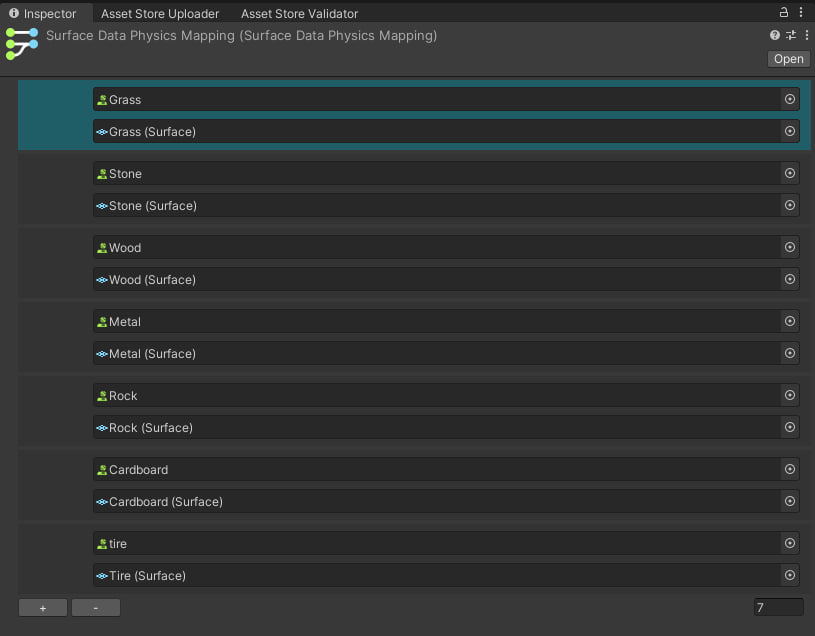 Inspector Asset Store Uploader Asset Store Validator
Surface Data Physics Mapping (Surface Data Physics Mapping)
Open
Grass
Grass (Surface)
Stone
Stone (Surface)
Wood
Wood (Surface)
Metal
Metal (Surface)
Rock
Rock (Surface)
Cardboard
Cardboard (Surface)
tire
Tire (Surface)
+ - 7